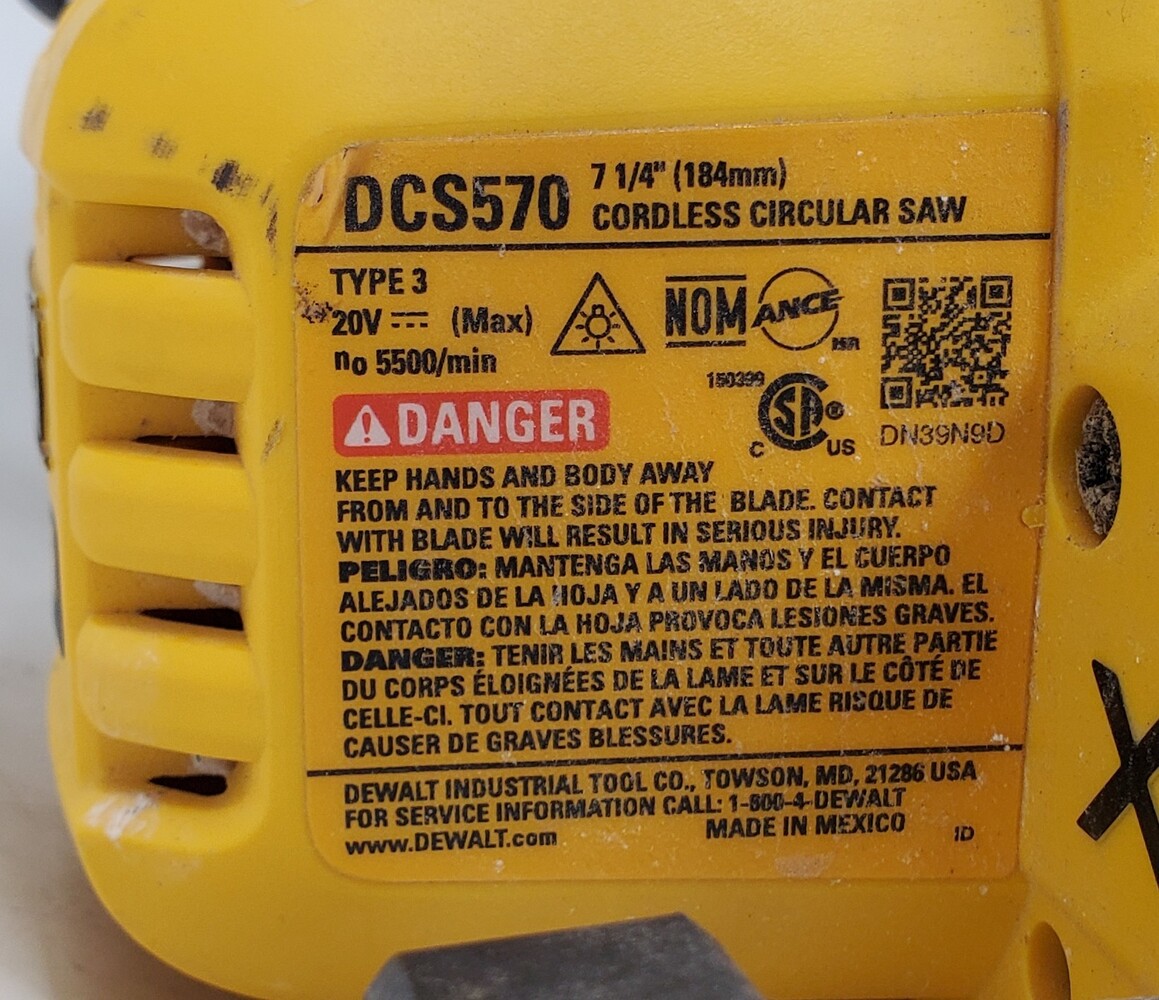 DCS570 7 1/4" (184mm)
CORDLESS CIRCULAR SAW
TYPE 3
20V ⎓ (Max)
no 5500/min
NOM ANCE
150399
CSA ®
C US
DN39N9D
⚠DANGER
KEEP HANDS AND BODY AWAY
FROM AND TO THE SIDE OF THE BLADE. CONTACT
WITH BLADE WILL RESULT IN SERIOUS INJURY.
PELIGRO: MANTENGA LAS MANOS Y EL CUERPO
ALEJADOS DE LA HOJA Y A UN LADO DE LA MISMA. EL
CONTACTO CON LA HOJA PROVOCA LESIONES GRAVES.
DANGER: TENIR LES MAINS ET TOUTE AUTRE PARTIE
DU CORPS ÉLOIGNÉES DE LA LAME ET SUR LE CÔTÉ DE
CELLE-CI. TOUT CONTACT AVEC LA LAME RISQUE DE
CAUSER DE GRAVES BLESSURES.
DEWALT INDUSTRIAL TOOL CO., TOWSON, MD, 21286 USA
FOR SERVICE INFORMATION CALL: 1-800-4-DEWALT
www.DEWALT.com MADE IN MEXICO ID